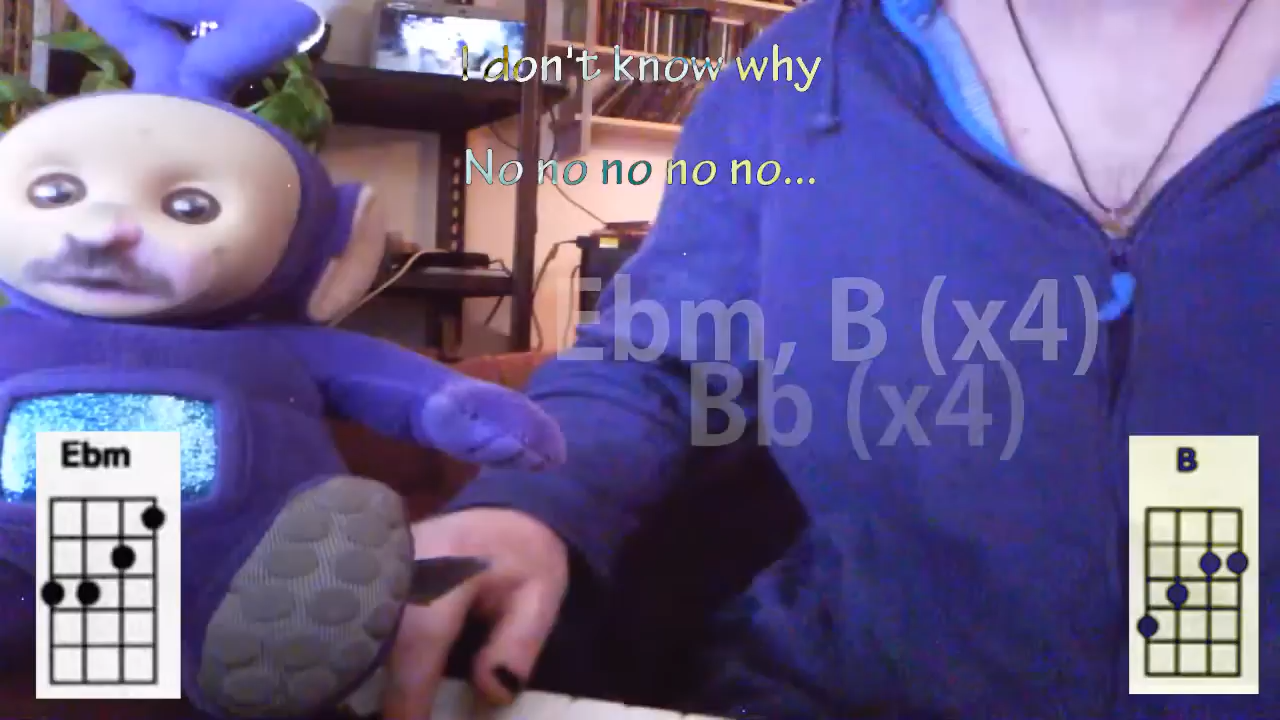 I don't know why
No no no no no...
Ebm, B (x4)
Bb (x4)
Ebm
B